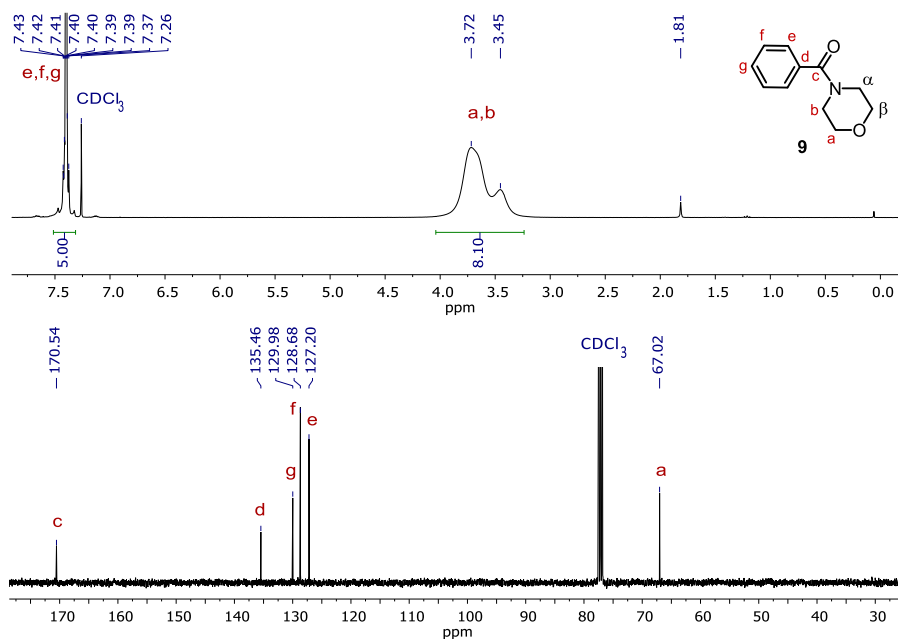 7.43
7.42
7.41
7.40
7.40
7.39
7.39
7.37
7.26
3.72
3.45
1.81
e,f,g
CDCl3
a,b
f
e
g
d
O
c
N
α
b
β
a
O
9
5.00
8.10
7.5 7.0 6.5 6.0 5.5 5.0 4.5 4.0 3.5 3.0 2.5 2.0 1.5 1.0 0.5 0.0
ppm
170.54
135.46
129.98
128.68
127.20
67.02
CDCl3
f
e
g
a
c
d
170 160 150 140 130 120 110 100 90 80 70 60 50 40 30
ppm